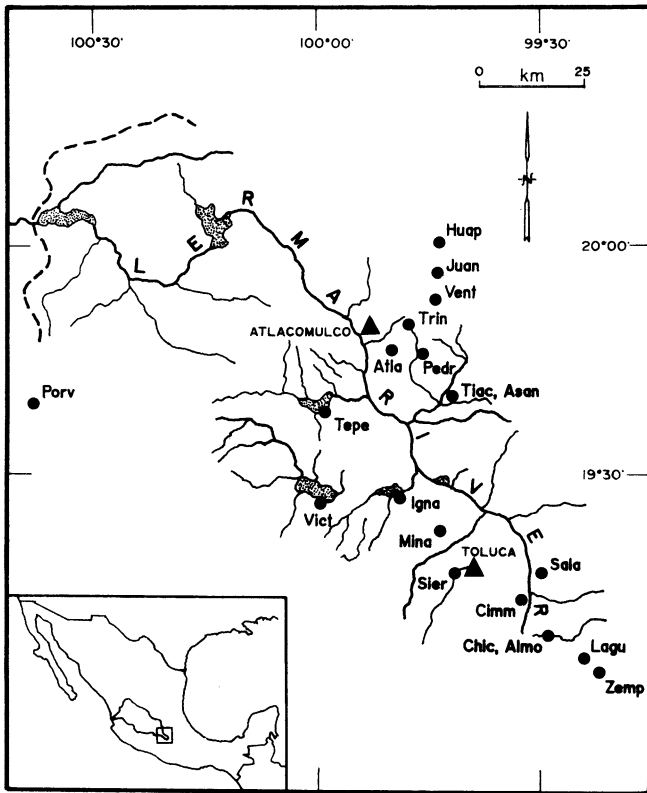 100°30' 100°00' 99°30'
0 km 25
N
L E R M A R I V E R
Huap
20°00'
Juan
Vent
Trin
ATLACOMULCO
Atla
Pedr
Tiac, Asan
Porv
Tepe
19°30'
Igna
Vict
Mina
TOLUCA
Sier
Sala
Cimm
Chic, Almo
Lagu
Zemp